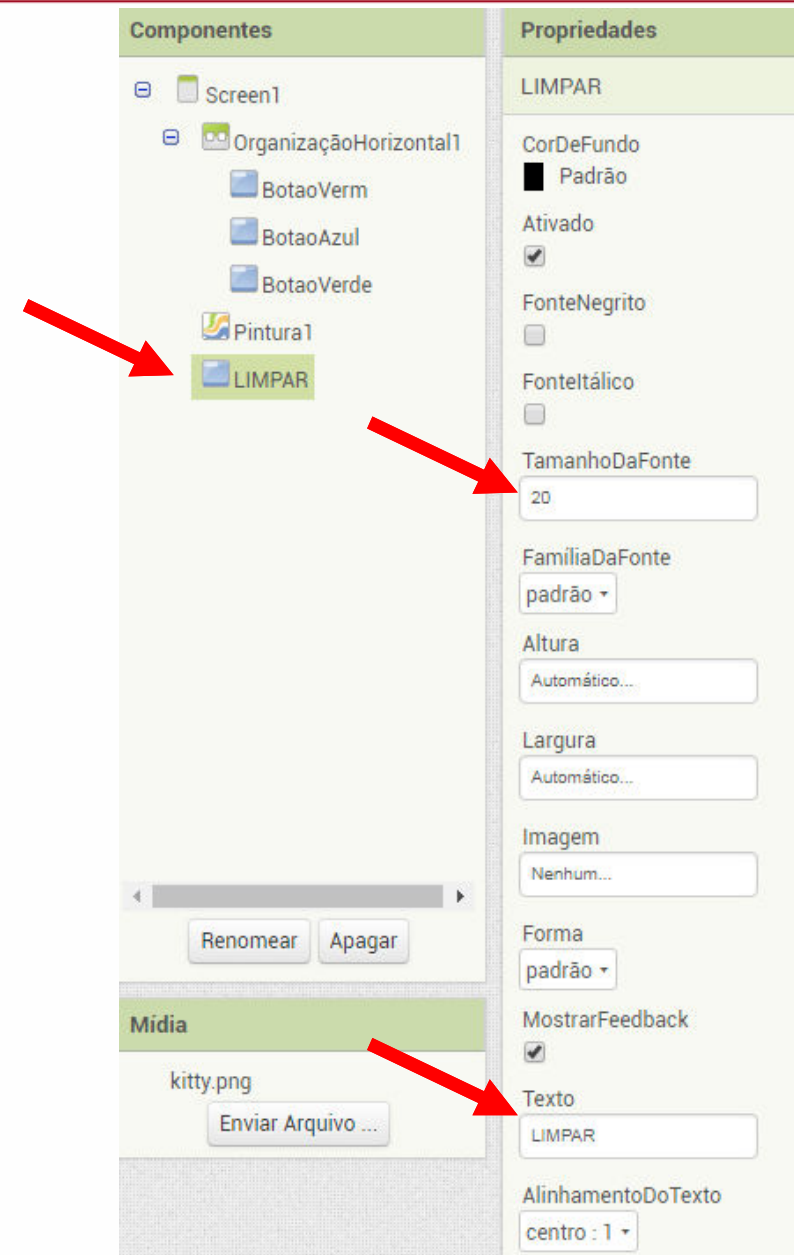 Componentes
Screen1
OrganizaçãoHorizontal1
BotaoVerm
BotaoAzul
BotaoVerde
Pintura1
LIMPAR
Renomear
Apagar
Mídia
kitty.png
Enviar Arquivo ...
Propriedades
LIMPAR
CorDeFundo
Padrão
Ativado
FonteNegrito
FonteItálico
TamanhoDaFonte
20
FamíliaDaFonte
padrão
Altura
Automático...
Largura
Automático...
Imagem
Nenhum...
Forma
padrão
MostrarFeedback
Texto
LIMPAR
AlinhamentoDoTexto
centro : 1